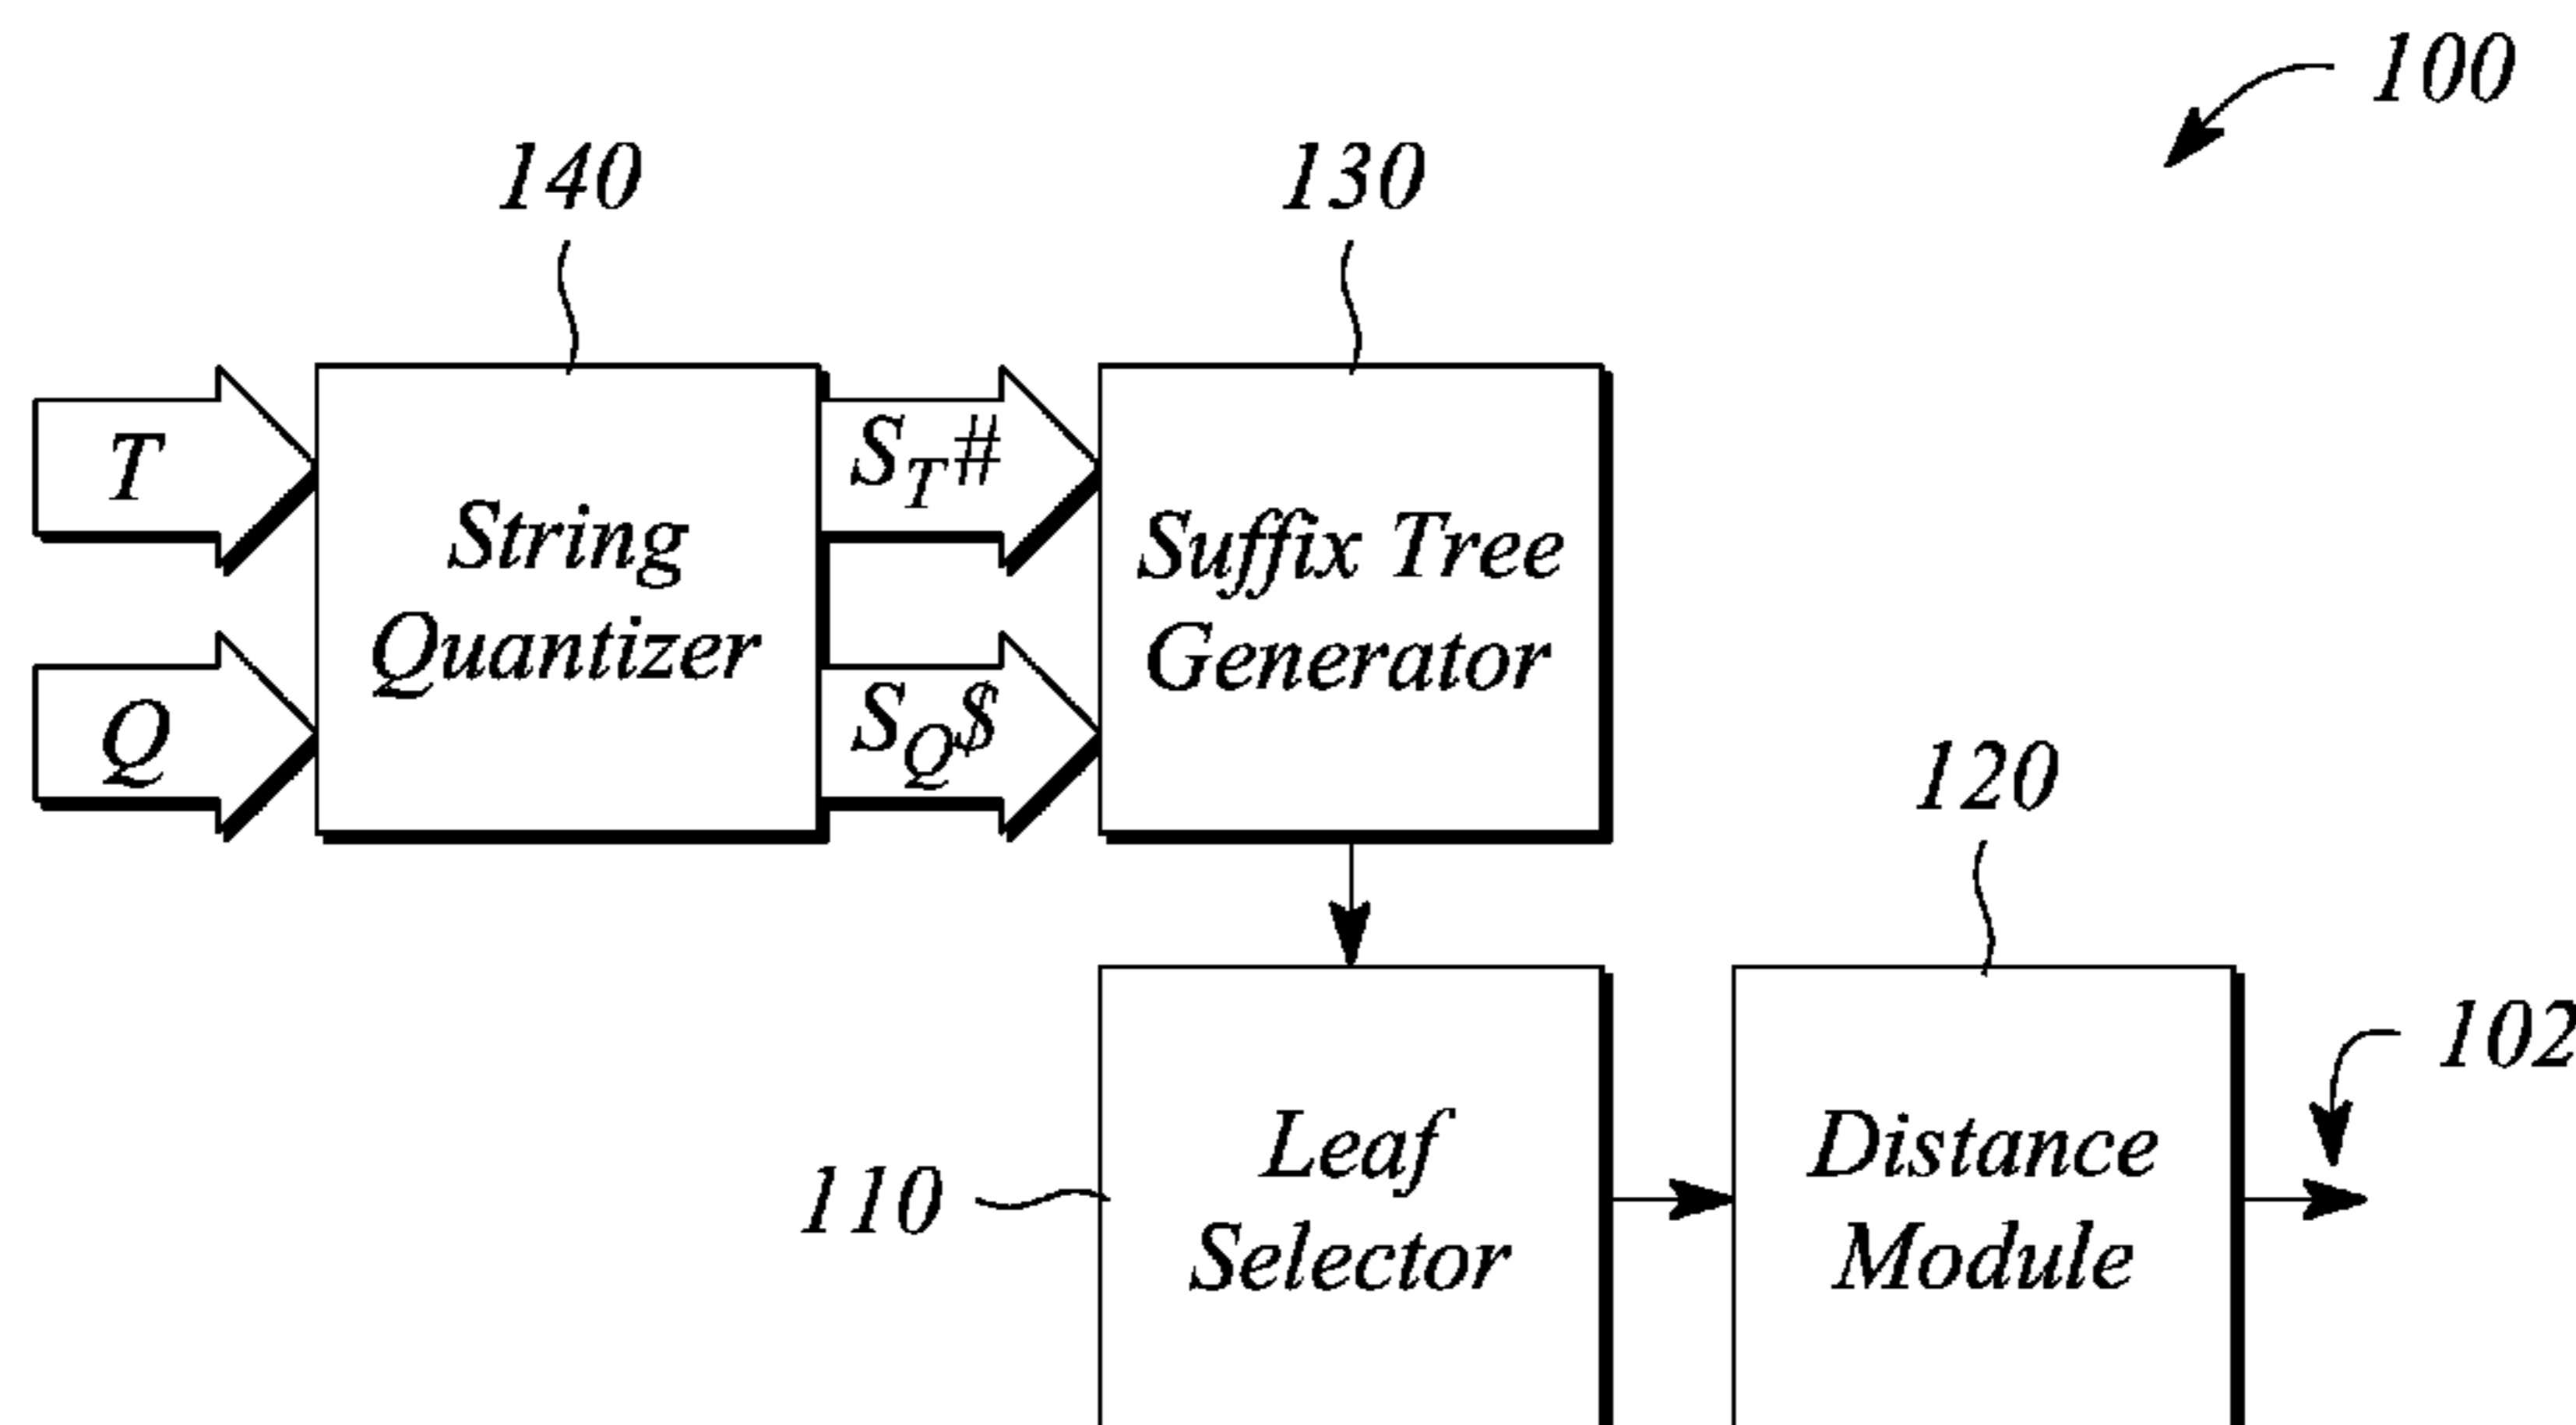 100
140
130
T
String
Quantizer
Q
S_T#
S_Q$
Suffix Tree
Generator
120
102
110
Leaf
Selector
Distance
Module